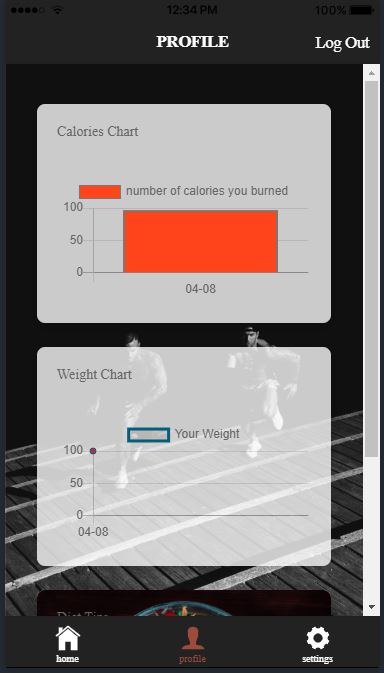 12:34 PM 100%
PROFILE Log Out
Calories Chart
number of calories you burned
100
50
0
04-08
Weight Chart
Your Weight
100
50
0
04-08
Diet Tips
home profile settings